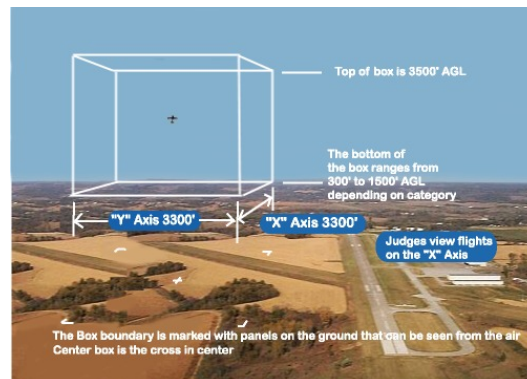 Top of box is 3500' AGL
The bottom of
the box ranges from
300' to 1500' AGL
depending on category
"Y" Axis 3300'
"X" Axis 3300'
Judges view flights
on the "X" Axis
The Box boundary is marked with panels on the ground that can be seen from the air
Center box is the cross in center